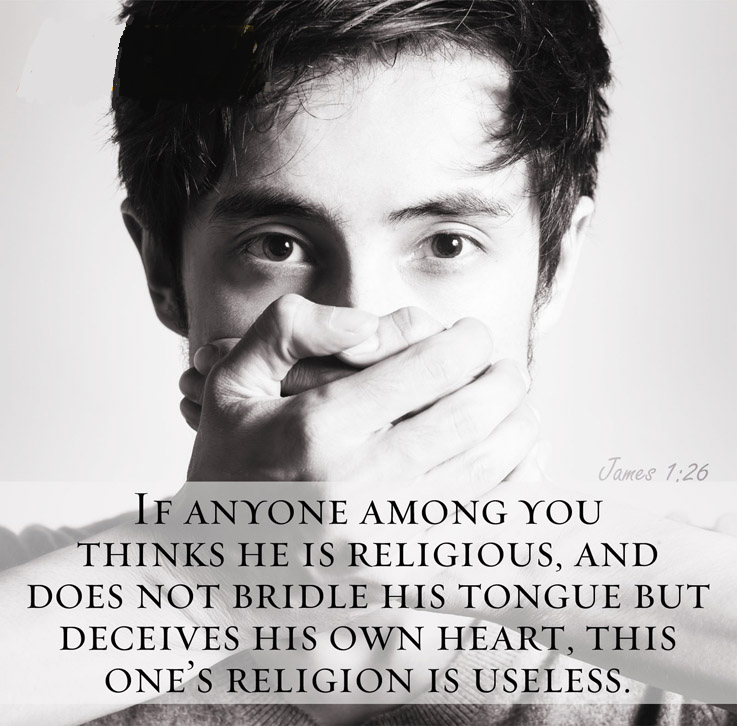 James 1:26
If anyone among you
thinks he is religious, and
does not bridle his tongue but
deceives his own heart, this
one's religion is useless.